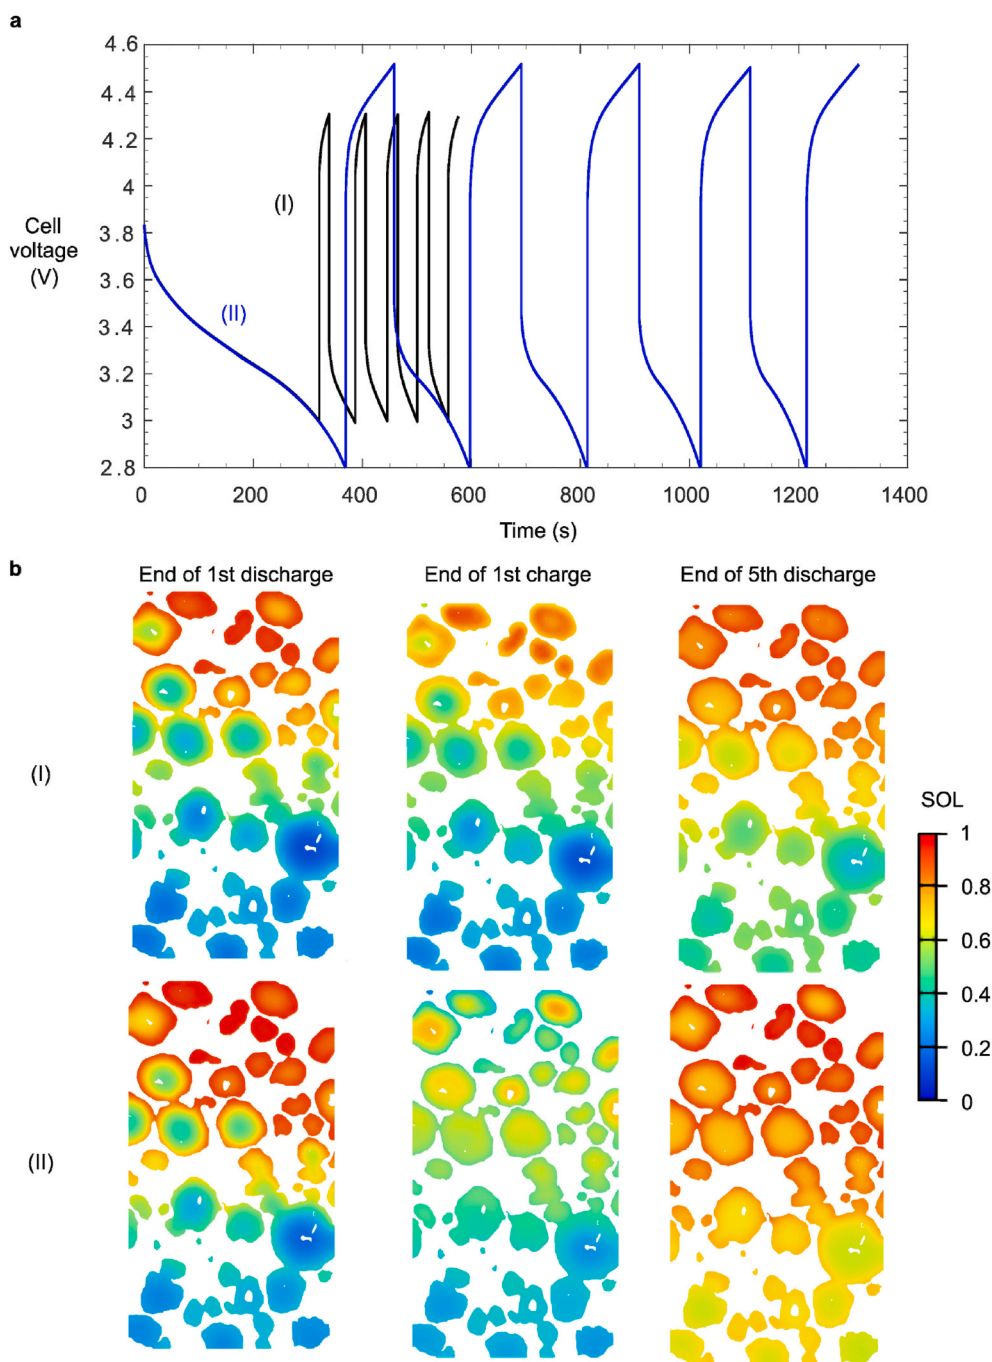 a
4.6
4.4
4.2
4
3.8
3.6
3.4
3.2
3
2.8
Cell
voltage
(V)
(I)
(II)
0 200 400 600 800 1000 1200 1400
Time (s)
b
End of 1st discharge End of 1st charge End of 5th discharge
(I)
(II)
SOL
1
0.8
0.6
0.4
0.2
0